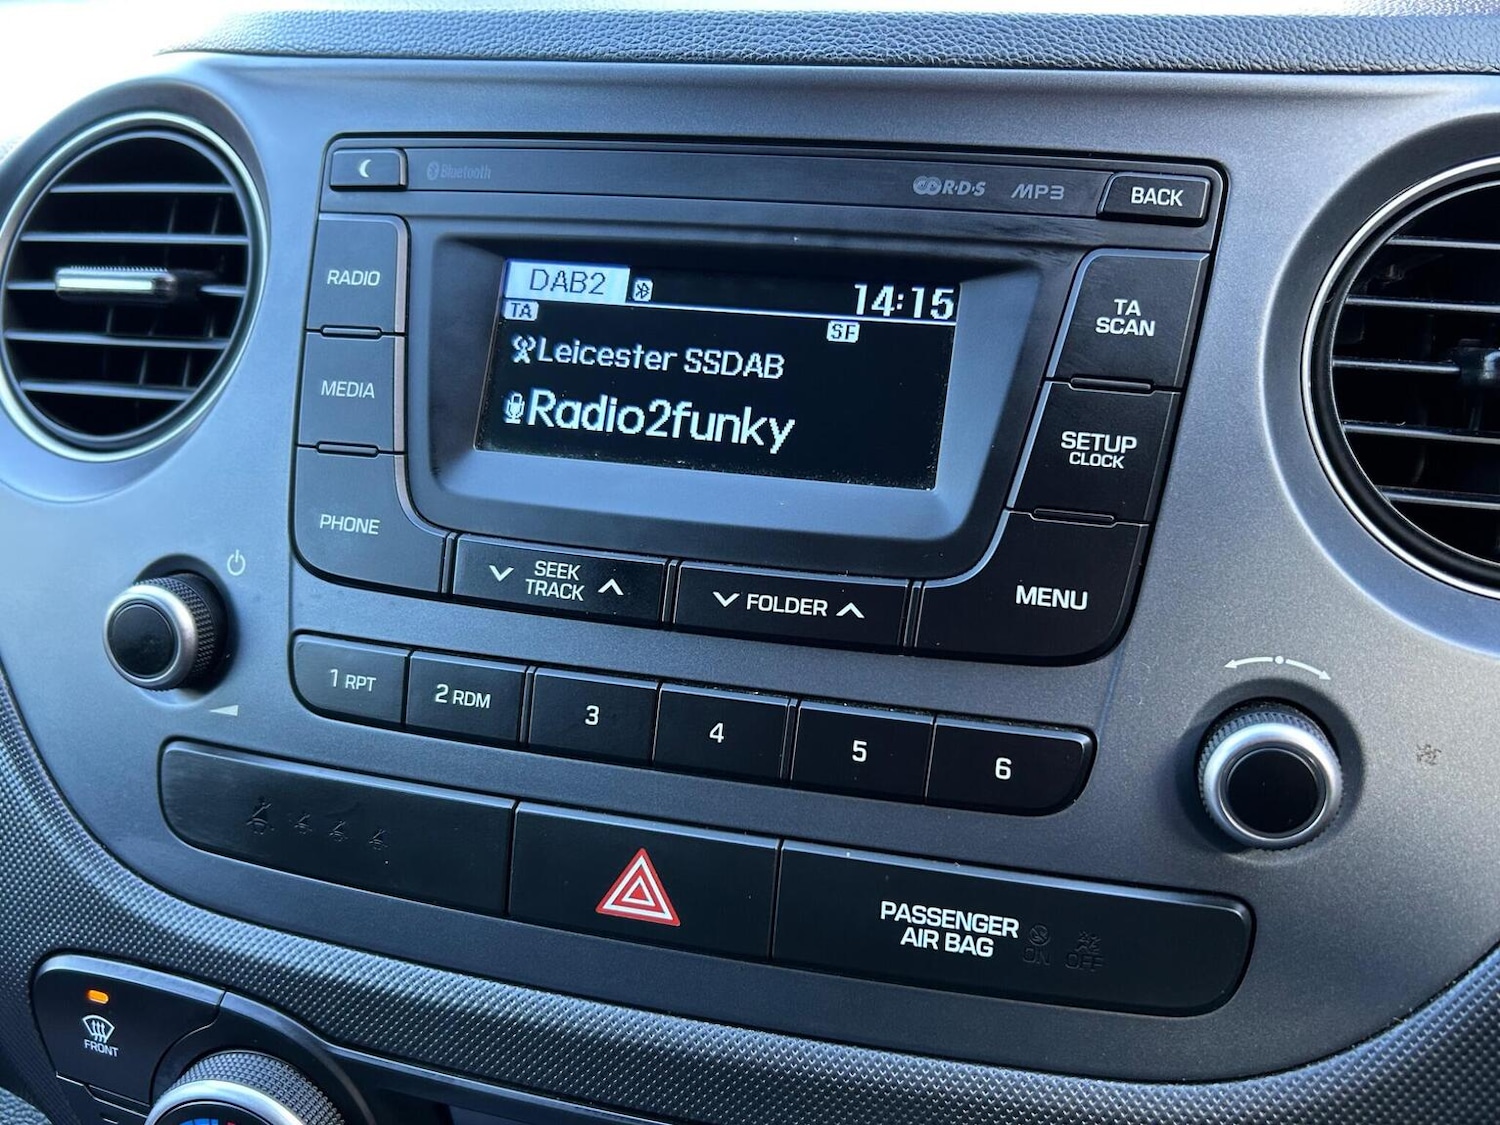 Bluetooth
R·D·S
MP3
BACK
RADIO
MEDIA
PHONE
DAB2
14:15
TA
SF
Leicester SSDAB
Radio2funky
TA
SCAN
SETUP
CLOCK
MENU
SEEK
TRACK
FOLDER
1 RPT
2 RDM
3
4
5
6
PASSENGER
AIR BAG
ON
OFF
FRONT